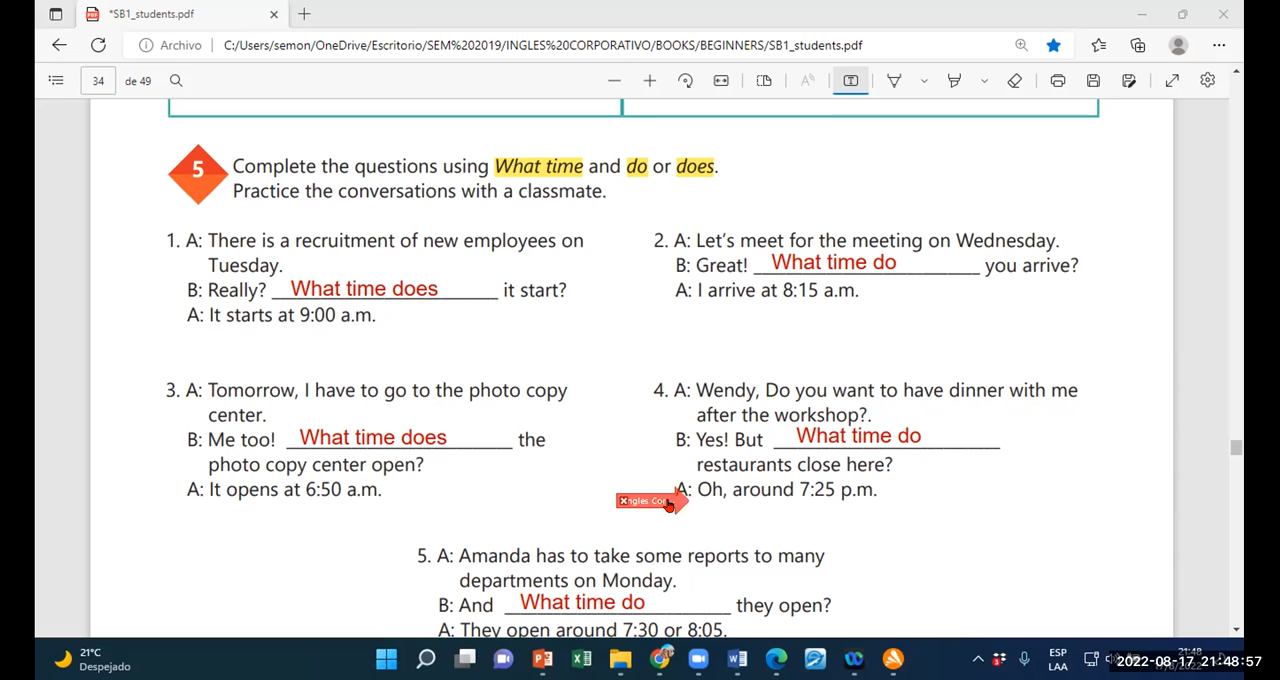 *SB1_students.pdf
Archivo
C:/Users/semon/OneDrive/Escritorio/SEM%202019/INGLES%20CORPORATIVO/BOOKS/BEGINNERS/SB1_students.pdf
34 de 49
5 Complete the questions using What time and do or does.
Practice the conversations with a classmate.
1. A: There is a recruitment of new employees on
Tuesday.
B: Really? What time does it start?
A: It starts at 9:00 a.m.
2. A: Let's meet for the meeting on Wednesday.
B: Great! What time do you arrive?
A: I arrive at 8:15 a.m.
3. A: Tomorrow, I have to go to the photo copy
center.
B: Me too! What time does the
photo copy center open?
A: It opens at 6:50 a.m.
4. A: Wendy, Do you want to have dinner with me
after the workshop?.
B: Yes! But What time do
restaurants close here?
A: Oh, around 7:25 p.m.
5. A: Amanda has to take some reports to many
departments on Monday.
B: And What time do they open?
A: They open around 7:30 or 8:05.
21°C
Despejado
ESP
LAA
21:48
2022-08-17 21:48:57